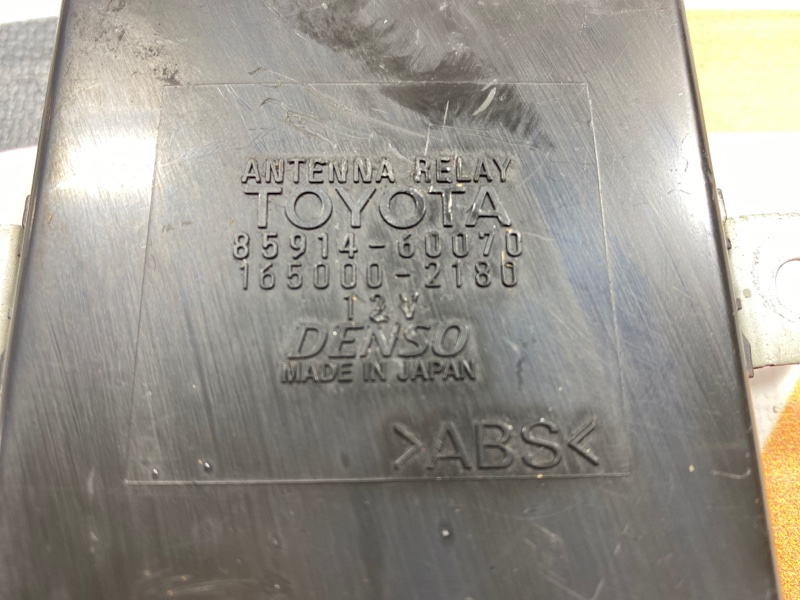 ANTENNA RELAY
TOYOTA
85914-60070
165000-2180
12V
DENSO
MADE IN JAPAN
>ABS<